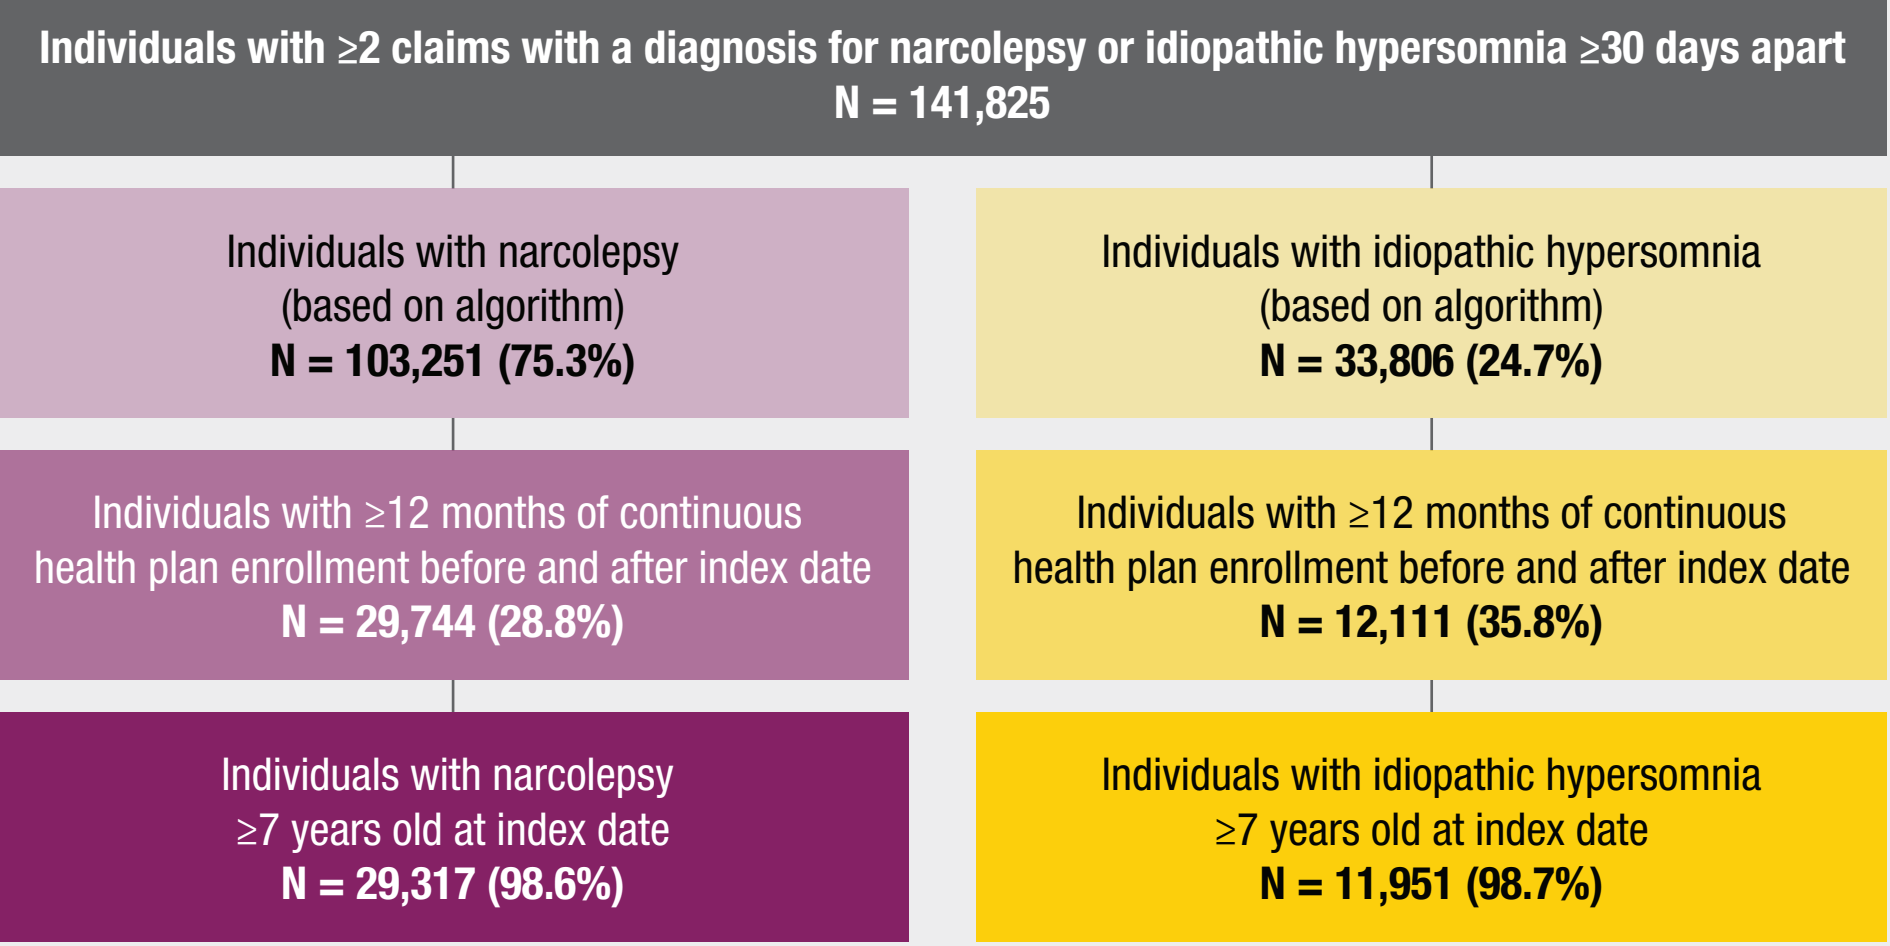 Individuals with ≥2 claims with a diagnosis for narcolepsy or idiopathic hypersomnia ≥30 days apart
N = 141,825
Individuals with narcolepsy
(based on algorithm)
N = 103,251 (75.3%)
Individuals with idiopathic hypersomnia
(based on algorithm)
N = 33,806 (24.7%)
Individuals with ≥12 months of continuous
health plan enrollment before and after index date
N = 29,744 (28.8%)
Individuals with ≥12 months of continuous
health plan enrollment before and after index date
N = 12,111 (35.8%)
Individuals with narcolepsy
≥7 years old at index date
N = 29,317 (98.6%)
Individuals with idiopathic hypersomnia
≥7 years old at index date
N = 11,951 (98.7%)